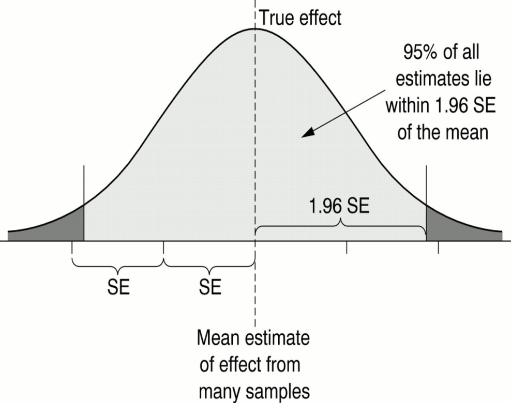 True effect
95% of all
estimates lie
within 1.96 SE
of the mean
1.96 SE
SE
SE
Mean estimate
of effect from
many samples